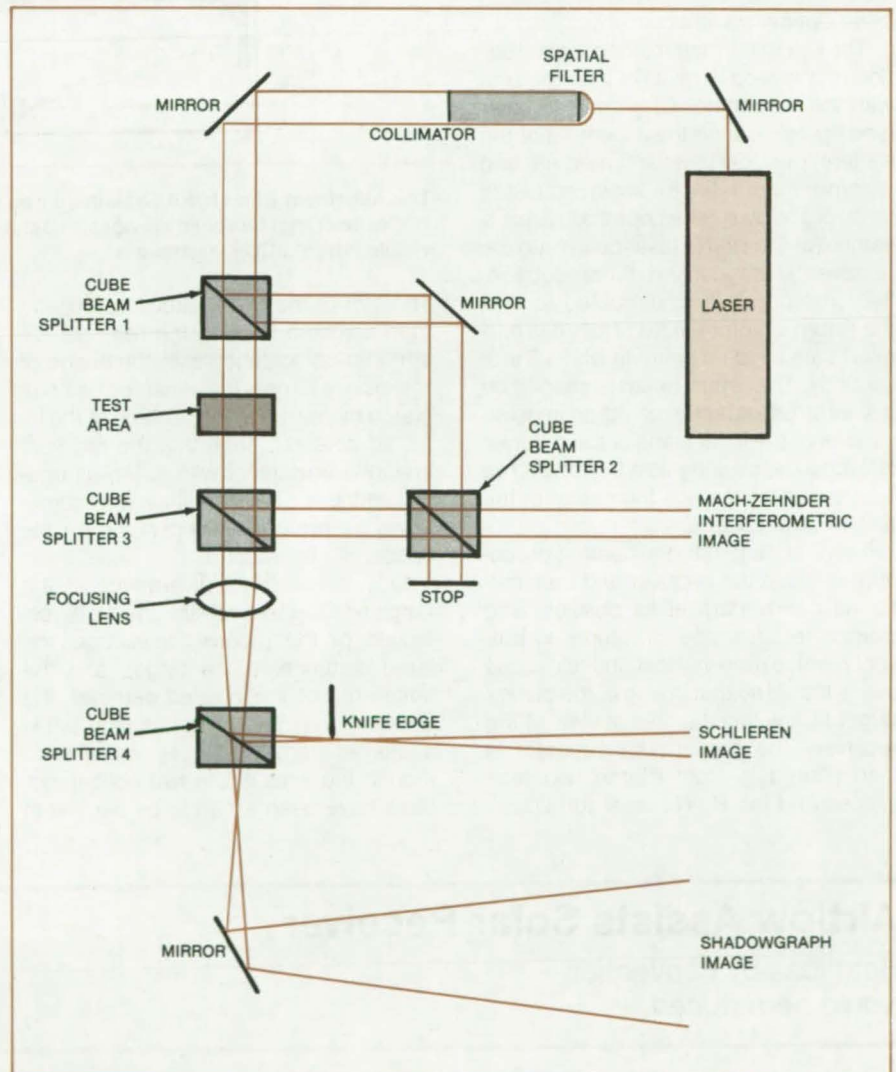 SPATIAL
FILTER
MIRROR
MIRROR
COLLIMATOR
CUBE
BEAM
SPLITTER 1
MIRROR
LASER
TEST
AREA
CUBE
BEAM
SPLITTER 2
CUBE
BEAM
SPLITTER 3
MACH-ZEHNDER
INTERFEROMETRIC
IMAGE
STOP
FOCUSING
LENS
CUBE
BEAM
SPLITTER 4
KNIFE EDGE
SCHLIEREN
IMAGE
Airflow Assists Solar Receiver
MIRROR
SHADOWGRAPH
IMAGE